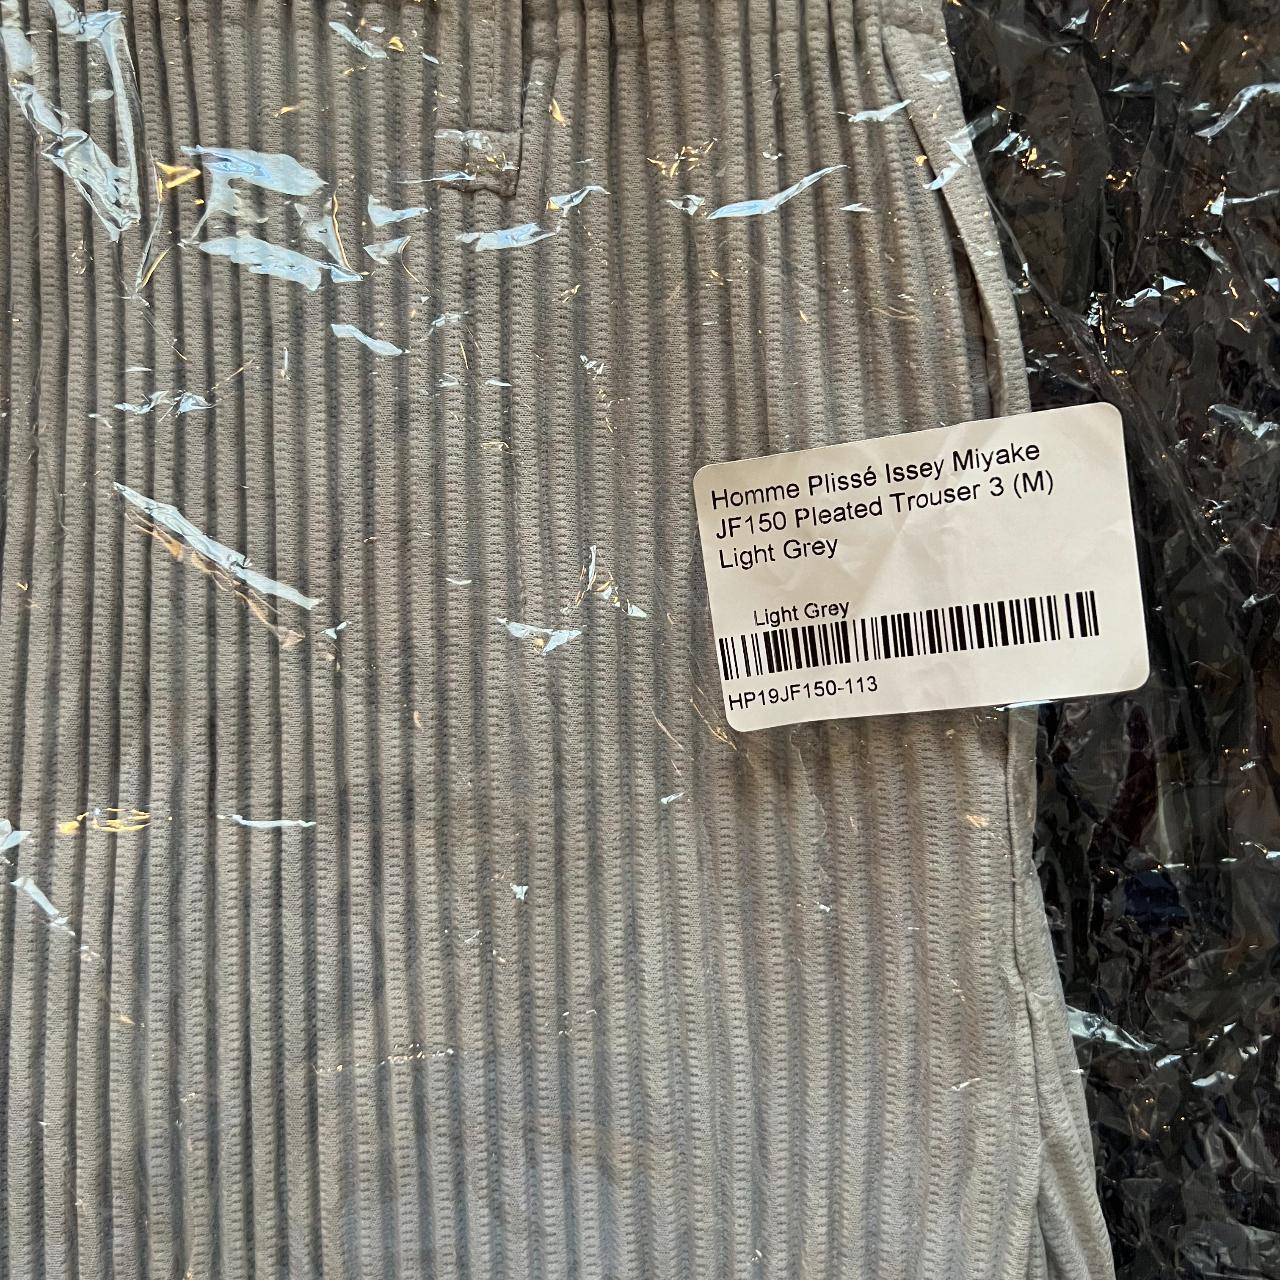 Homme Plissé Issey Miyake
JF150 Pleated Trouser 3 (M)
Light Grey
Light Grey
HP19JF150-113